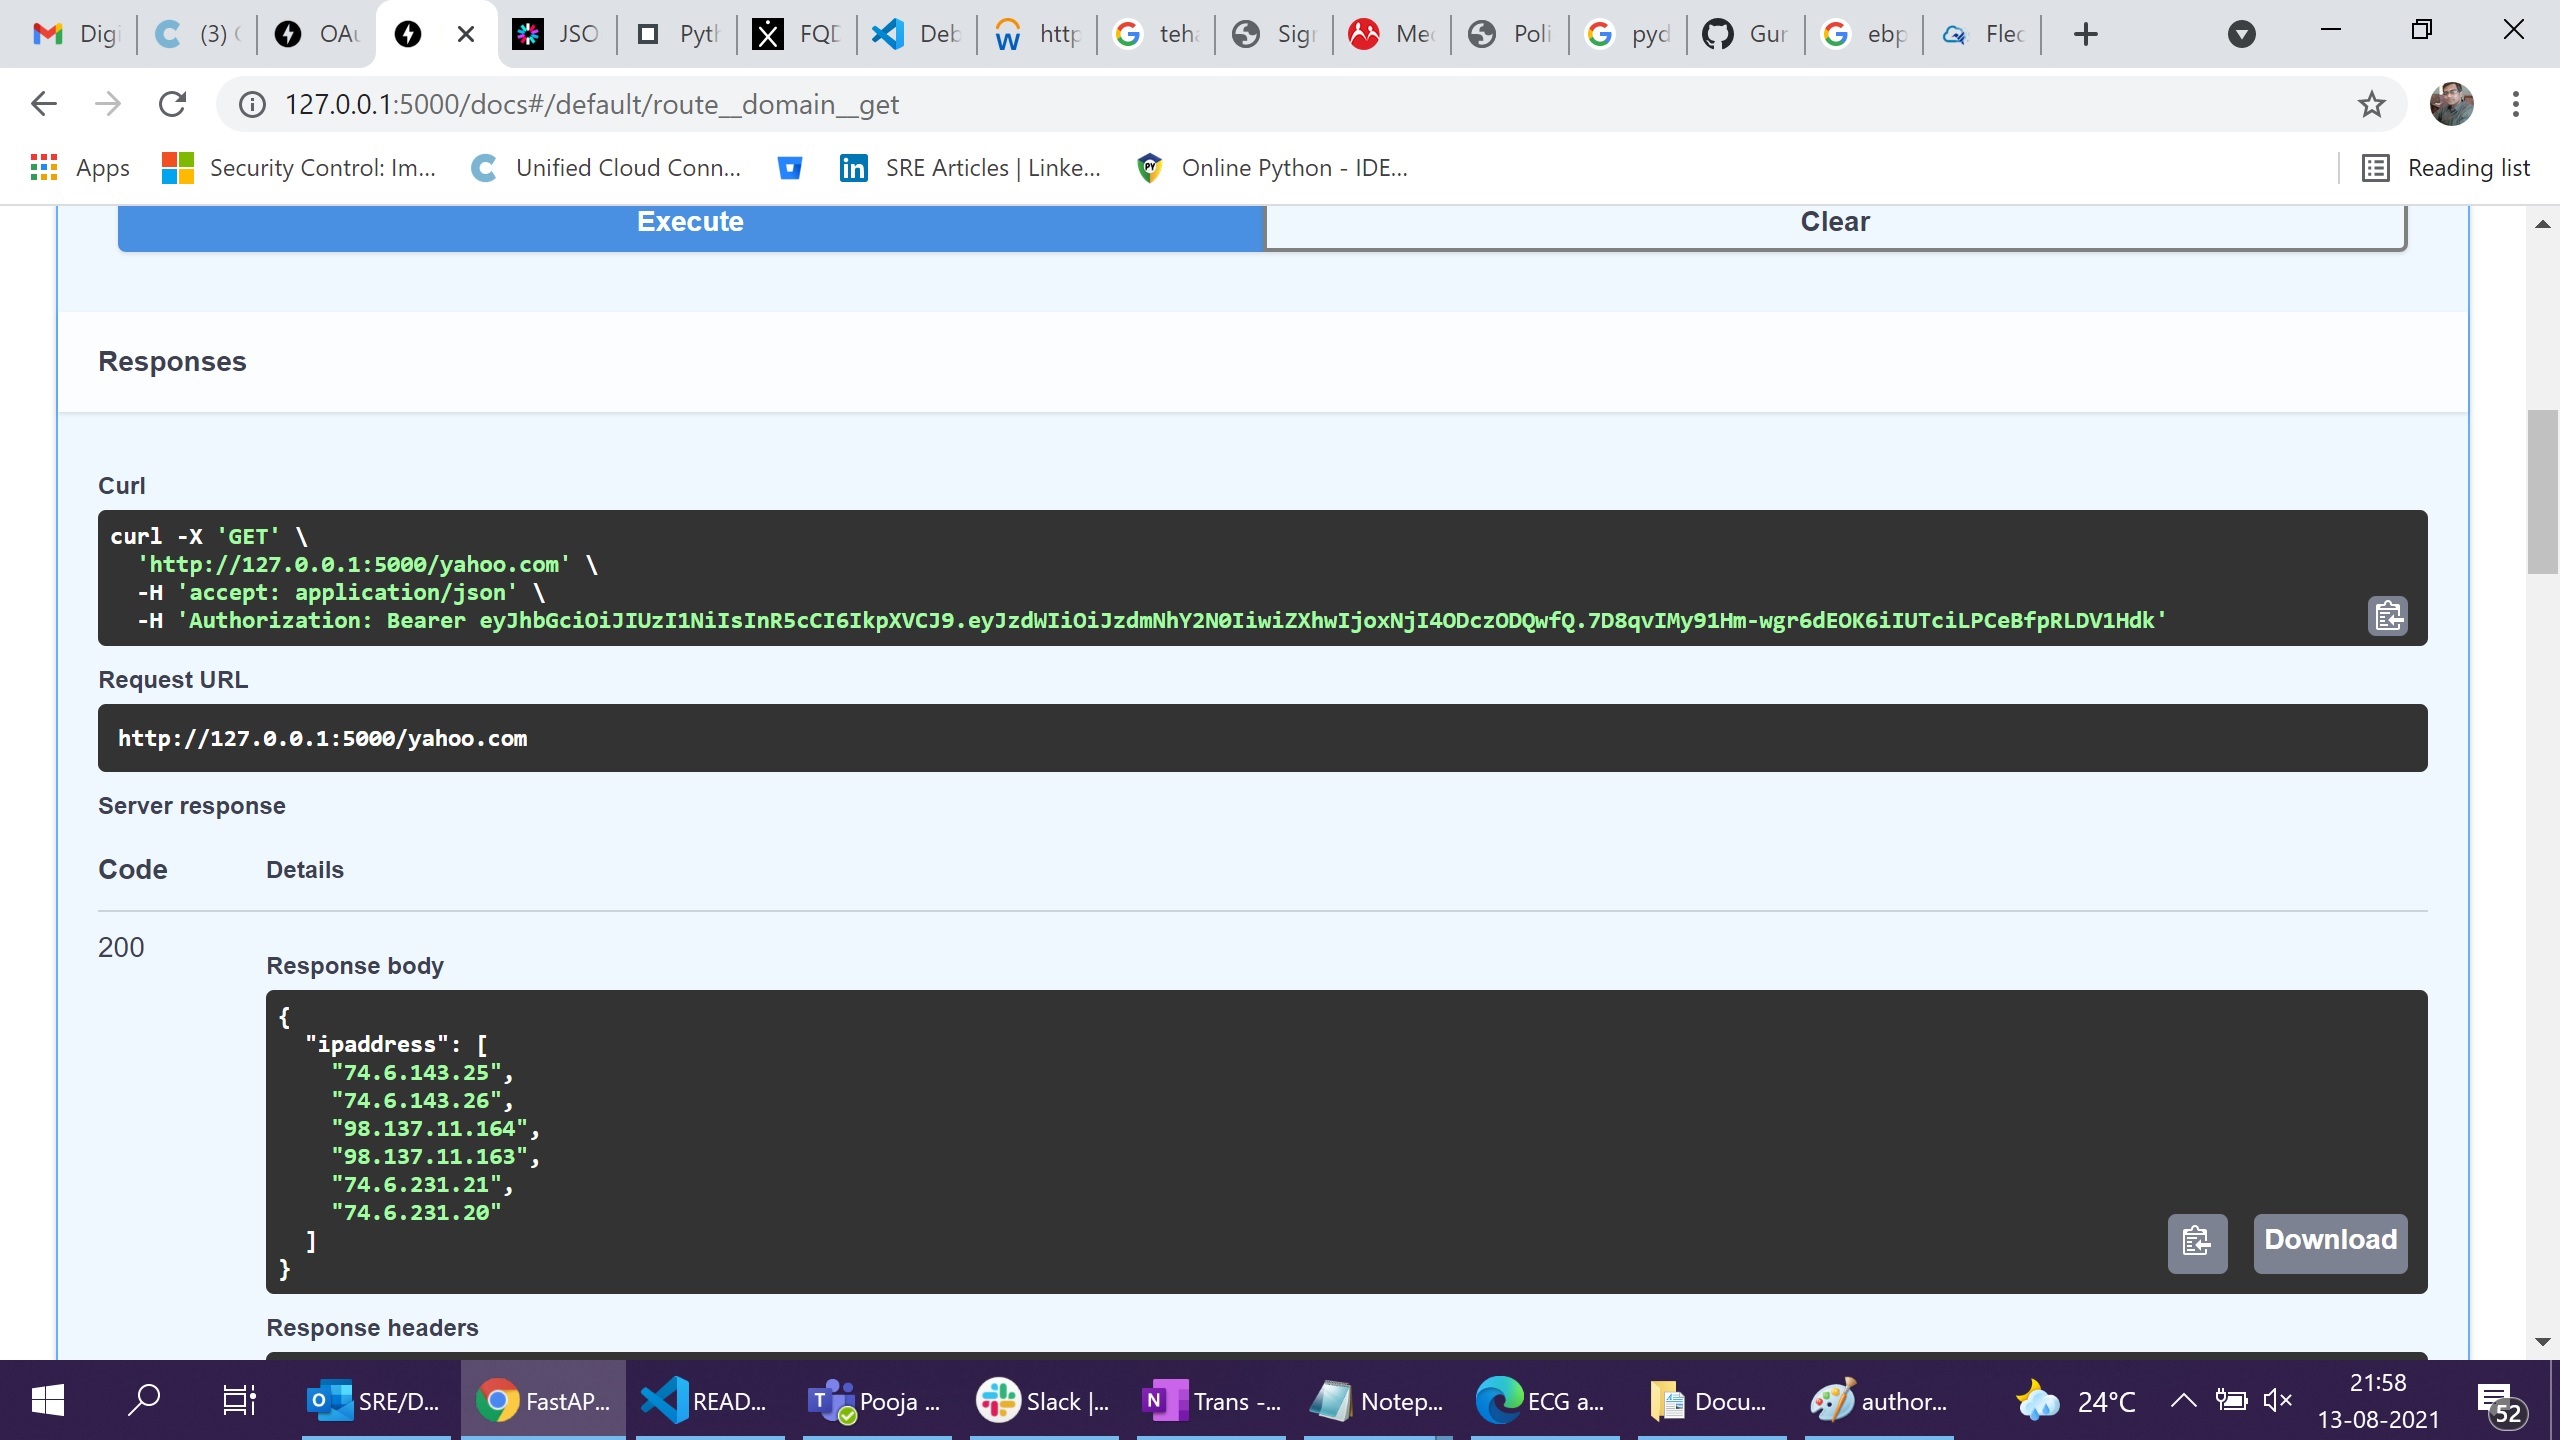 Digi
(3) (
OAu
JSO
Pyth
FQD
Deb
http
teha
Sigr
Med
Poli
pyd
Gur
ebp
Flec
127.0.0.1:5000/docs#/default/route__domain__get
Apps
Security Control: Im...
Unified Cloud Conn...
SRE Articles | Linke...
Online Python - IDE...
Reading list
Execute
Clear
Responses
Curl
curl -X 'GET' \
'http://127.0.0.1:5000/yahoo.com' \
-H 'accept: application/json' \
-H 'Authorization: Bearer eyJhbGciOiJIUzI1NiIsInR5cCI6IkpXVCJ9.eyJzdWIiOiJzdmNhY2N0IiwiZXhwIjoxNjI4ODczODQwfQ.7D8qvIMy91Hm-wgr6dEOK6iIUTciLPCeBfpRLDV1Hdk'
Request URL
http://127.0.0.1:5000/yahoo.com
Server response
Code
Details
200
Response body
{
"ipaddress": [
"74.6.143.25",
"74.6.143.26",
"98.137.11.164",
"98.137.11.163",
"74.6.231.21",
"74.6.231.20"
]
}
Download
Response headers
SRE/D...
FastAP...
READ...
Pooja ...
Slack |...
Trans -...
Notep...
ECG a...
Docu...
author...
24°C
21:58
13-08-2021
52